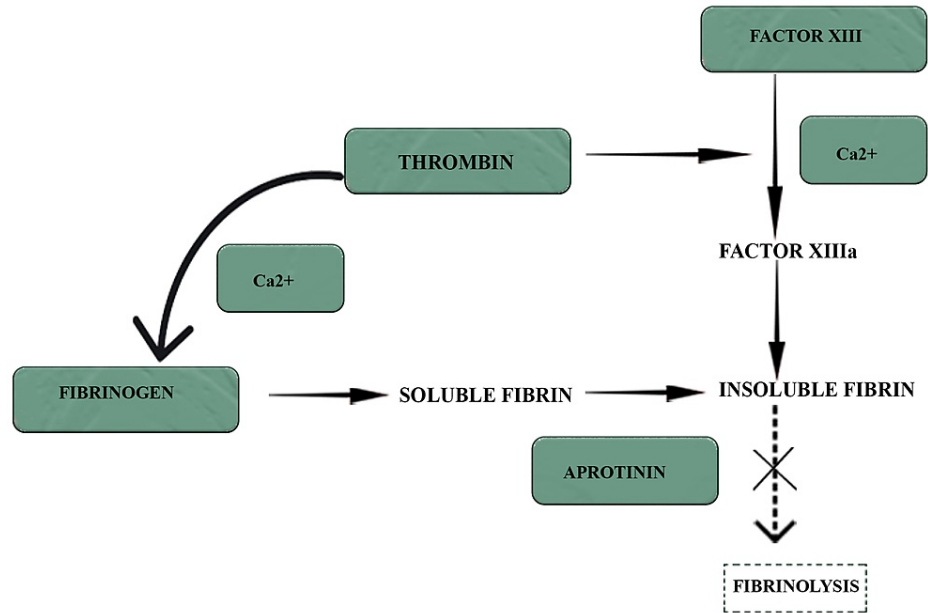 FACTOR XIII
THROMBIN
Ca2+
FACTOR XIIIa
Ca2+
FIBRINOGEN
SOLUBLE FIBRIN
INSOLUBLE FIBRIN
APROTININ
FIBRINOLYSIS